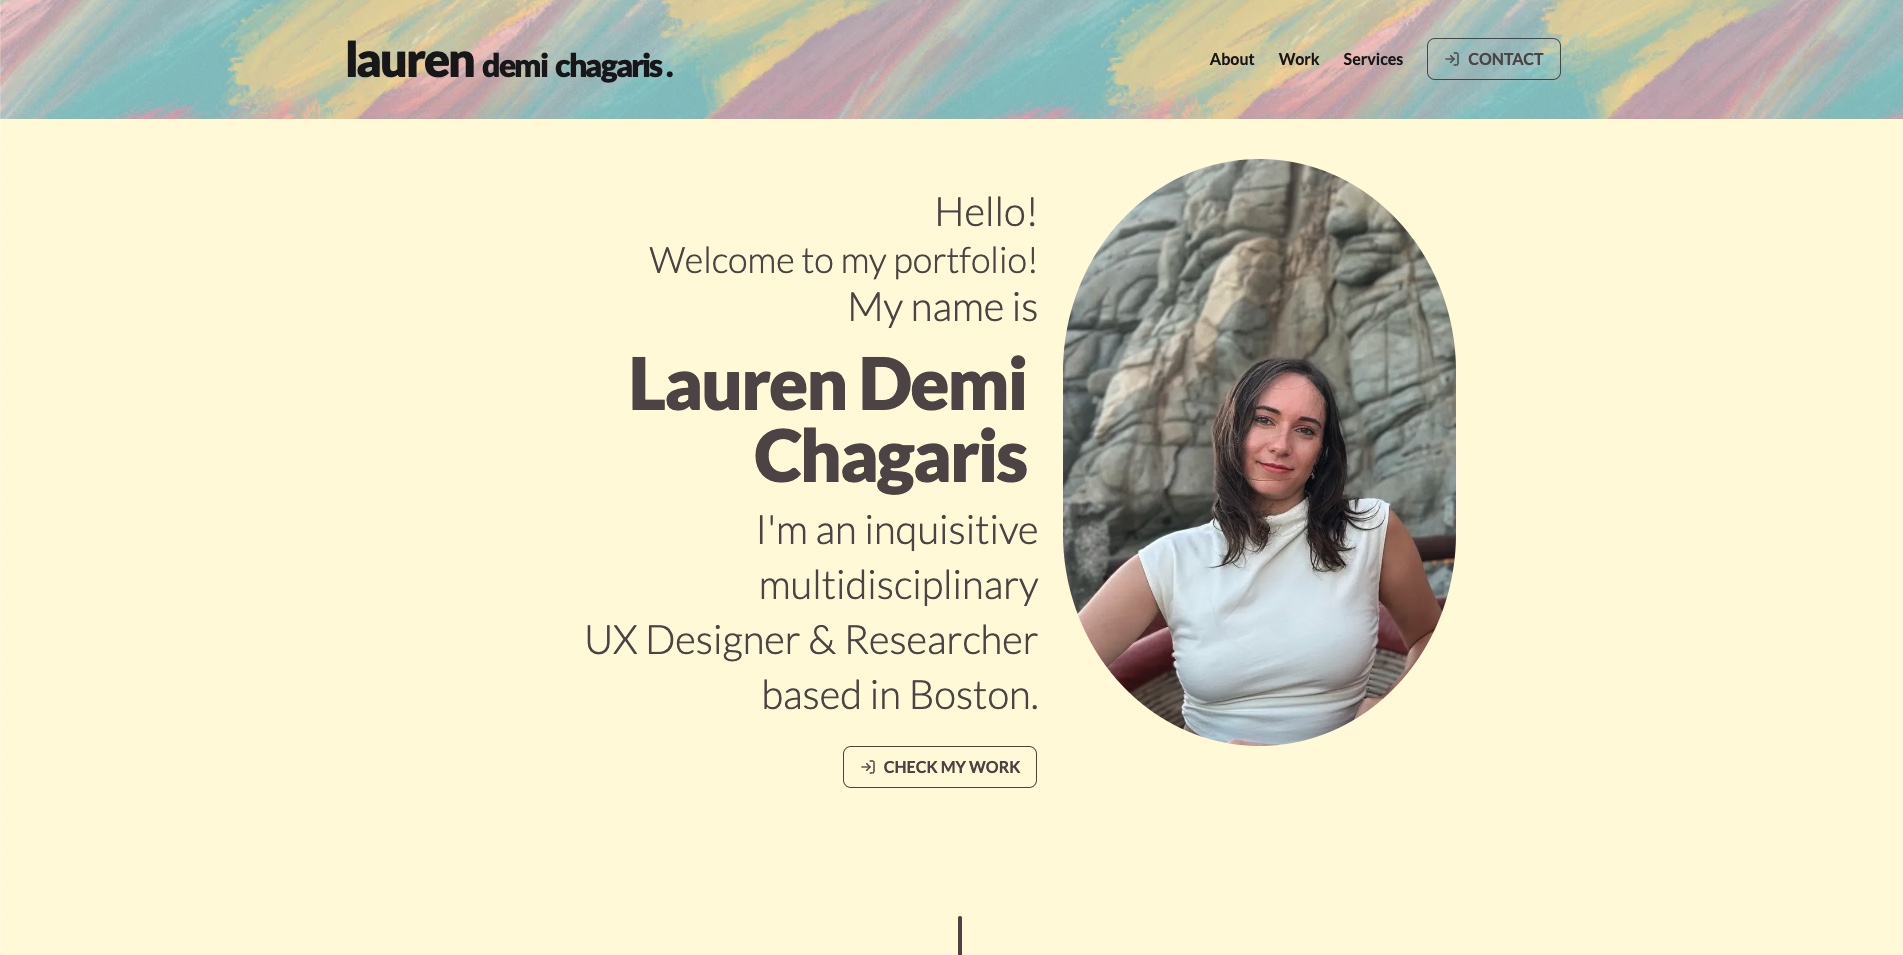 lauren demi chagaris.
About Work Services CONTACT
Hello!
Welcome to my portfolio!
My name is
Lauren Demi
Chagaris
I'm an inquisitive
multidisciplinary
UX Designer & Researcher
based in Boston.
CHECK MY WORK